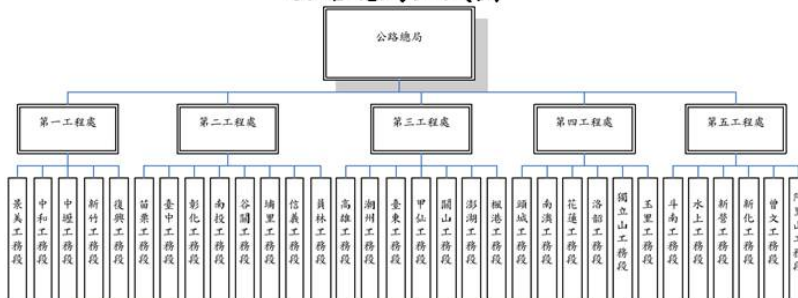 公路總局
第一工程處
第二工程處
第三工程處
第四工程處
第五工程處
景美工務段
中和工務段
中壢工務段
新竹工務段
復興工務段
苗栗工務段
臺中工務段
彰化工務段
南投工務段
谷關工務段
埔里工務段
信義工務段
員林工務段
高雄工務段
潮州工務段
臺東工務段
甲仙工務段
關山工務段
澎湖工務段
楓港工務段
頭城工務段
南澳工務段
花蓮工務段
洛韶工務段
獨立山工務段
玉里工務段
斗南工務段
水上工務段
新營工務段
新化工務段
曾文工務段
阿里山工務段